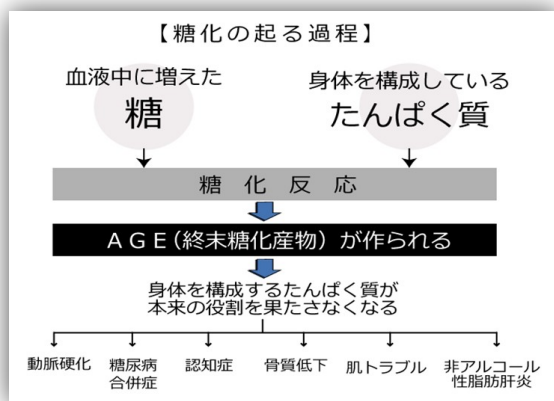 【糖化の起る過程】
血液中に増えた
糖
身体を構成している
たんぱく質
糖化反応
AGE(終末糖化産物)が作られる
身体を構成するたんぱく質が
本来の役割を果たさなくなる
動脈硬化
糖尿病
合併症
認知症
骨質低下
肌トラブル
非アルコール
性脂肪肝炎